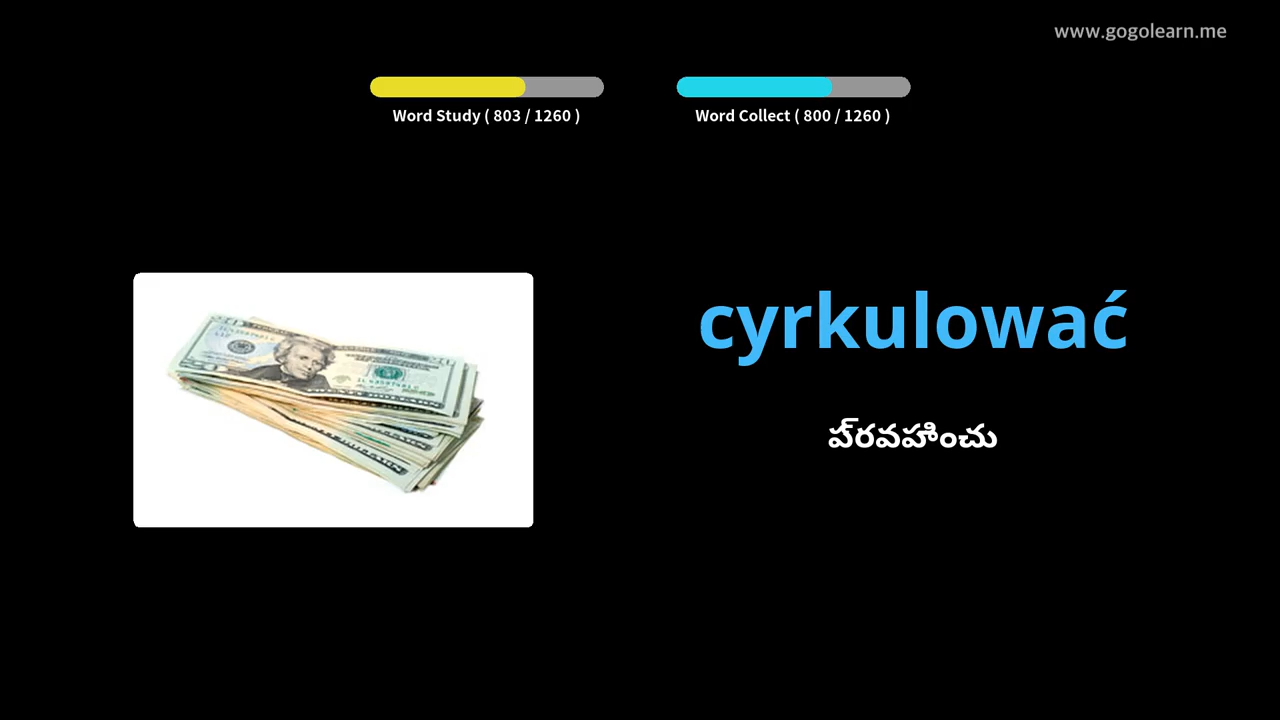 www.gogolearn.me
Word Study ( 803 / 1260 )
Word Collect ( 800 / 1260 )
cyrkulować
ప్రవహించు